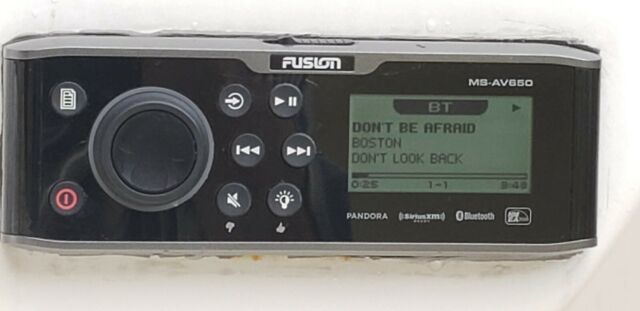 FUSION
MS-AV650
BT
DON'T BE AFRAID
BOSTON
DON'T LOOK BACK
0:25 1-1 3:48
PANDORA SiriusXM Bluetooth
READY